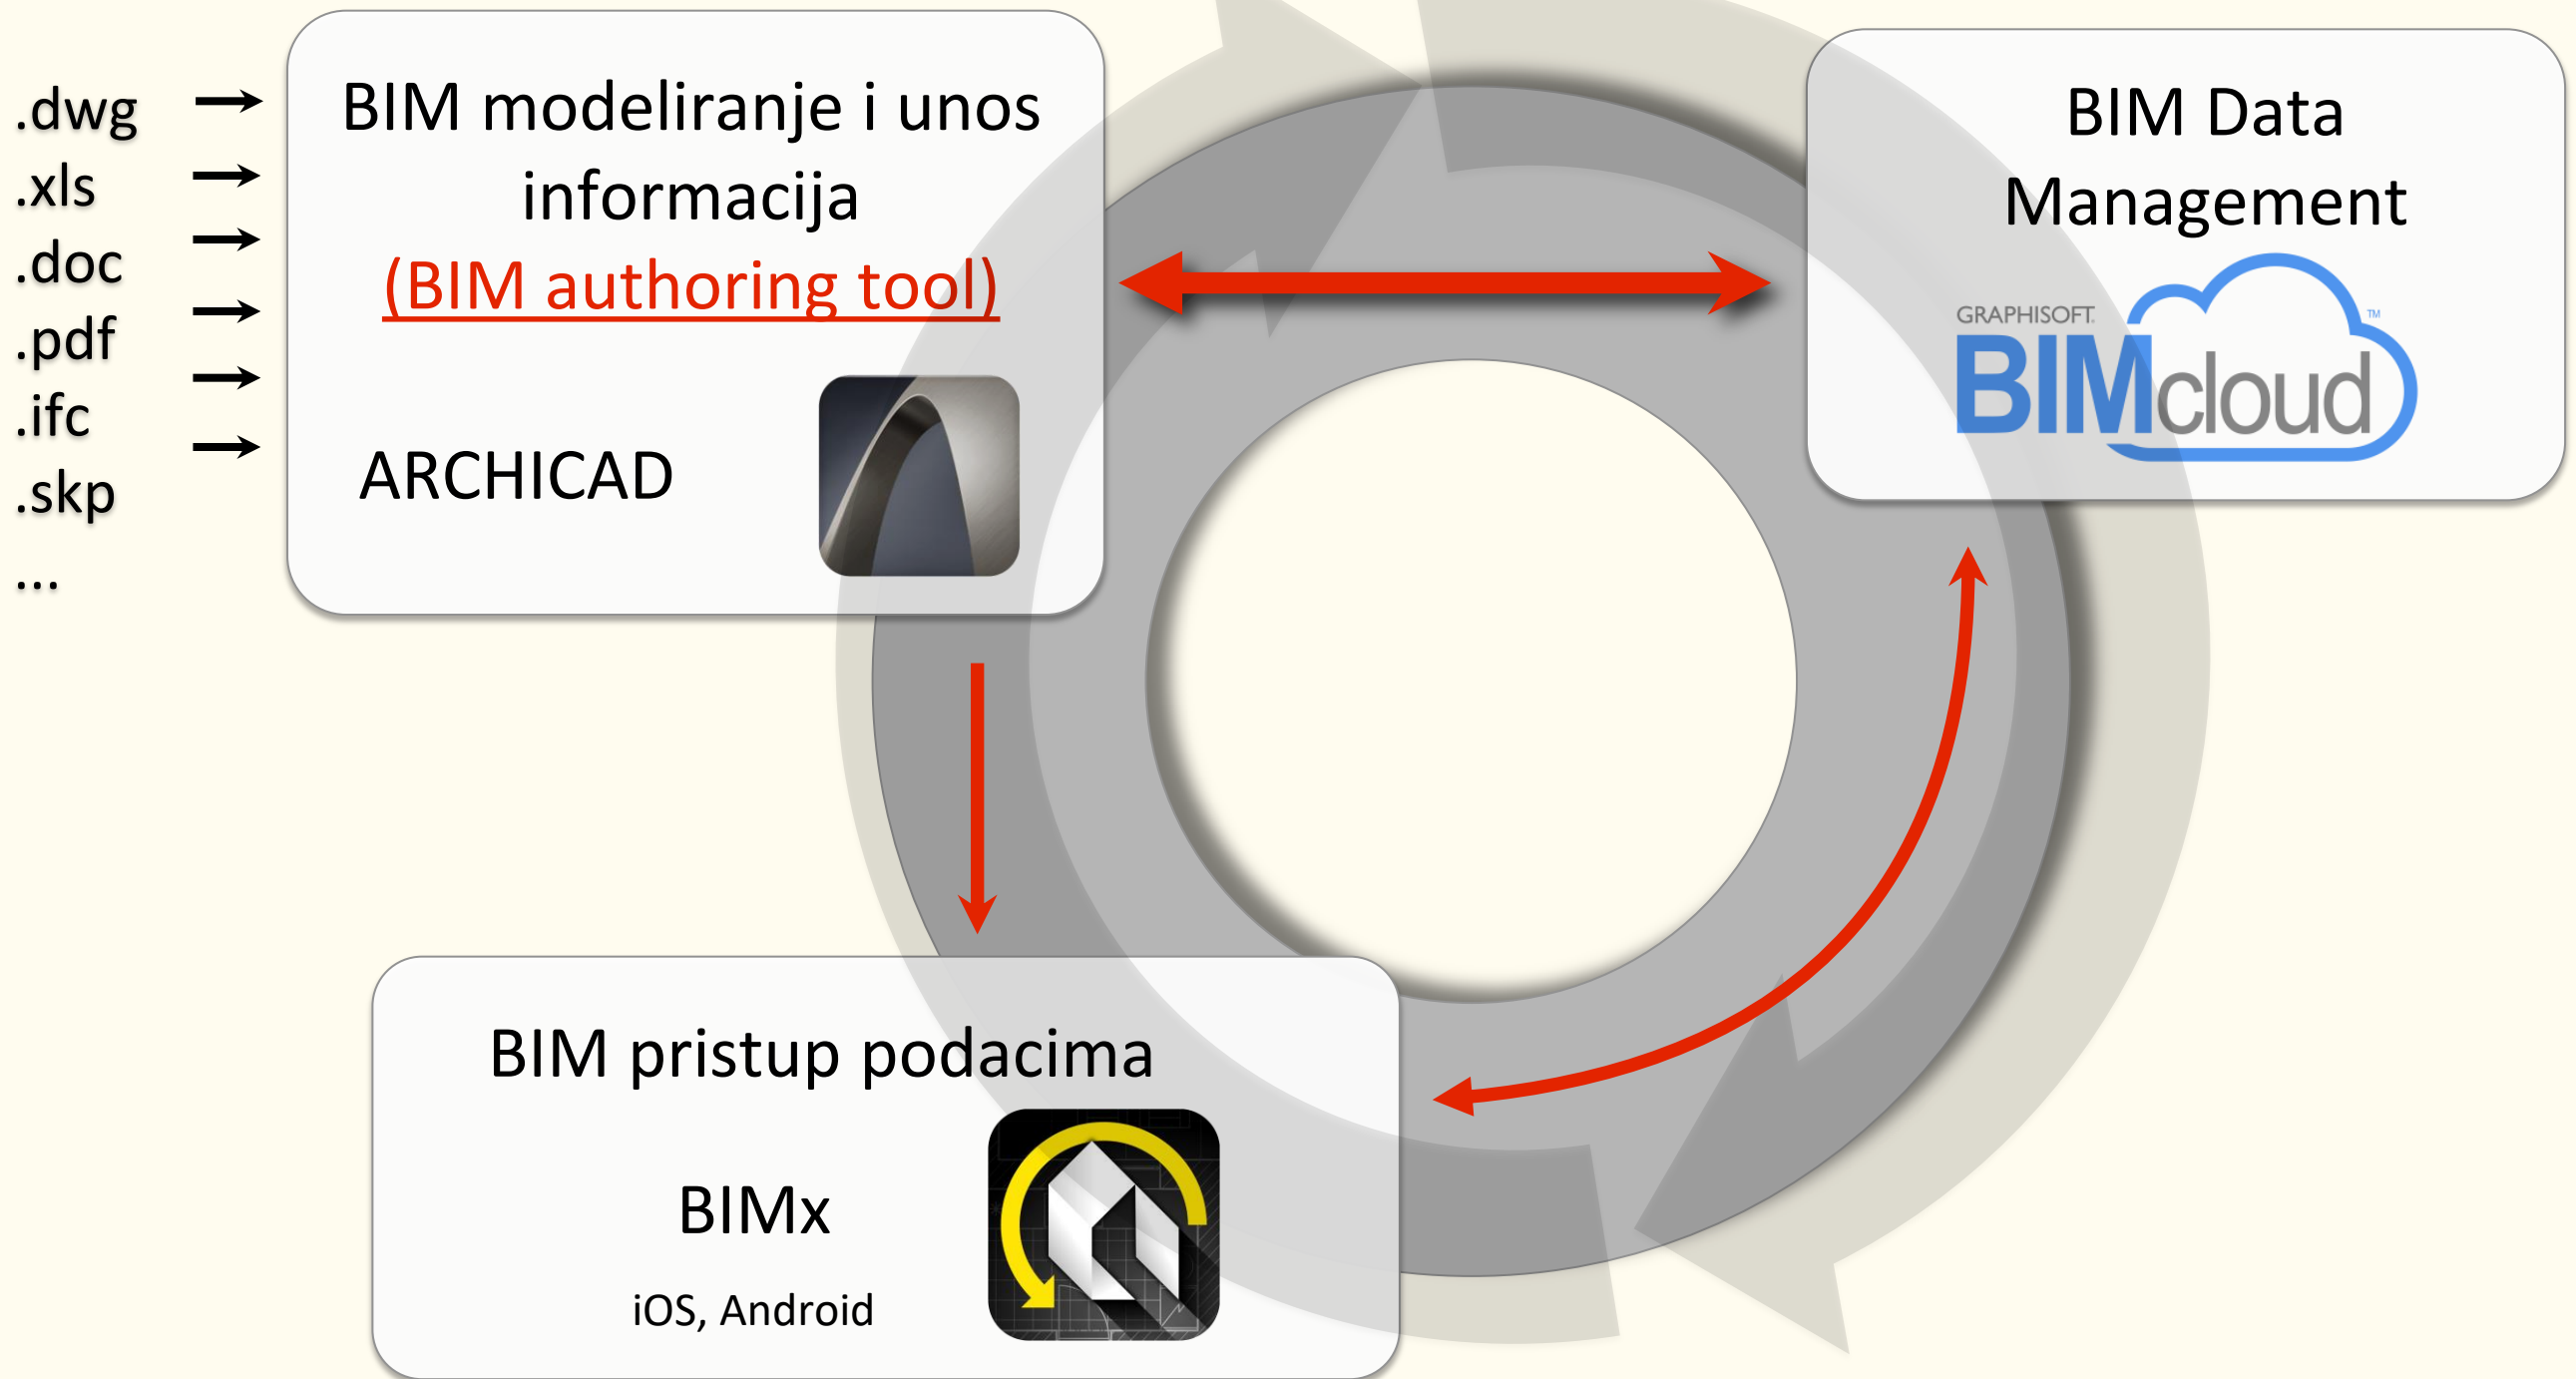 .dwg
.xls
.doc
.pdf
.ifc
.skp
...
BIM modeliranje i unos
informacija
(BIM authoring tool)
ARCHICAD
BIM Data
Management
GRAPHISOFT.
BIMcloud™
BIM pristup podacima
BIMx
iOS, Android